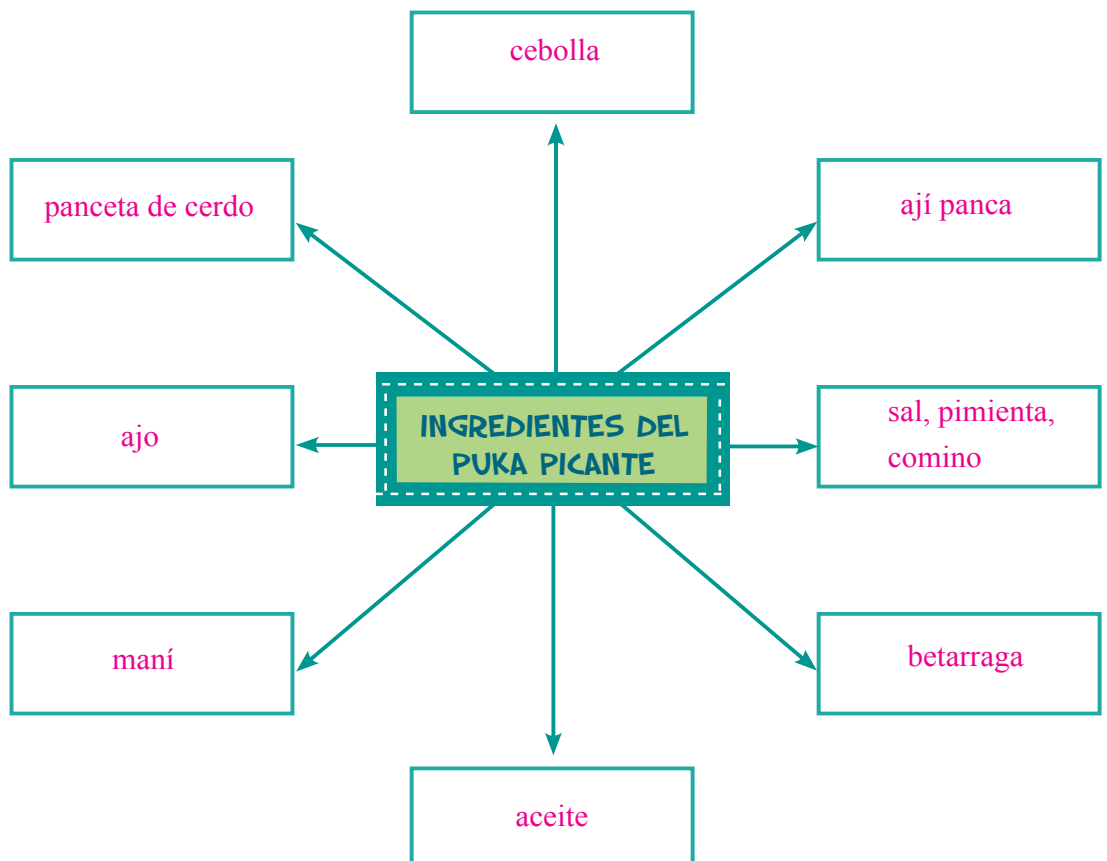 cebolla
panceta de cerdo
ají panca
ajo
INGREDIENTES DEL
PUKA PICANTE
sal, pimienta,
comino
maní
betarraga
aceite